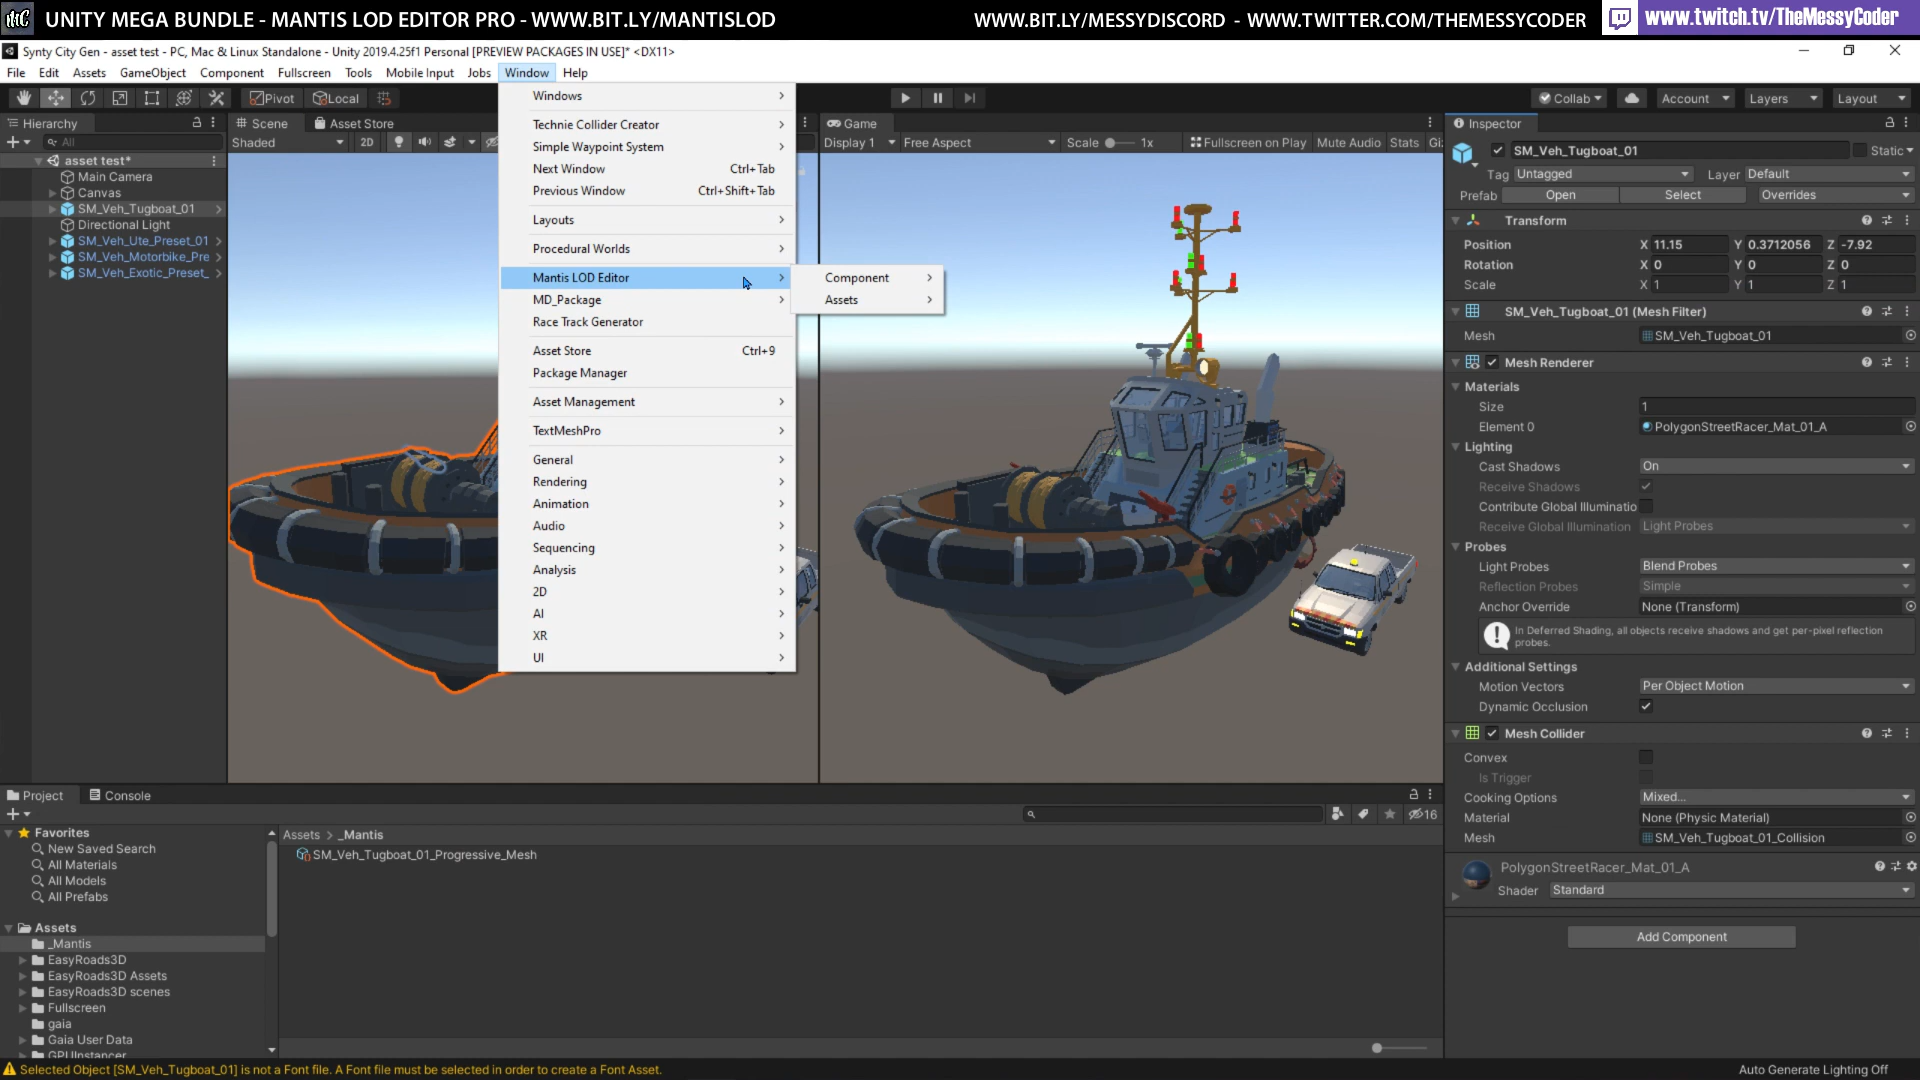 UNITY MEGA BUNDLE - MANTIS LOD EDITOR PRO - WWW.BIT.LY/MANTISLOD
WWW.BIT.LY/MESSYDISCORD - WWW.TWITTER.COM/THEMESSYCODER
www.twitch.tv/TheMessyCoder
Synty City Gen - asset test - PC, Mac & Linux Standalone - Unity 2019.4.25f1 Personal [PREVIEW PACKAGES IN USE]* <DX11>
File Edit Assets GameObject Component Fullscreen Tools Mobile Input Jobs Window Help
Pivot Local
Collab Account Layers Layout
Hierarchy
All
asset test*
Main Camera
Canvas
SM_Veh_Tugboat_01
Directional Light
SM_Veh_Ute_Preset_01
SM_Veh_Motorbike_Pre
SM_Veh_Exotic_Preset_
Scene Asset Store
Shaded 2D
Windows
Technie Collider Creator
Simple Waypoint System
Next Window Ctrl+Tab
Previous Window Ctrl+Shift+Tab
Layouts
Procedural Worlds
Mantis LOD Editor
MD_Package
Race Track Generator
Asset Store Ctrl+9
Package Manager
Asset Management
TextMeshPro
General
Rendering
Animation
Audio
Sequencing
Analysis
2D
AI
XR
UI
Component
Assets
Game
Display 1 Free Aspect Scale 1x Fullscreen on Play Mute Audio Stats Gi
Inspector
SM_Veh_Tugboat_01 Static
Tag Untagged Layer Default
Prefab Open Select Overrides
Transform
Position X 11.15 Y 0.3712056 Z -7.92
Rotation X 0 Y 0 Z 0
Scale X 1 Y 1 Z 1
SM_Veh_Tugboat_01 (Mesh Filter)
Mesh SM_Veh_Tugboat_01
Mesh Renderer
Materials
Size 1
Element 0 PolygonStreetRacer_Mat_01_A
Lighting
Cast Shadows On
Receive Shadows
Contribute Global Illuminatio
Receive Global Illumination Light Probes
Probes
Light Probes Blend Probes
Reflection Probes Simple
Anchor Override None (Transform)
In Deferred Shading, all objects receive shadows and get per-pixel reflection
probes.
Additional Settings
Motion Vectors Per Object Motion
Dynamic Occlusion
Mesh Collider
Convex
Is Trigger
Cooking Options Mixed...
Material None (Physic Material)
Mesh SM_Veh_Tugboat_01_Collision
PolygonStreetRacer_Mat_01_A
Shader Standard
Add Component
Project Console
16
Favorites
New Saved Search
All Materials
All Models
All Prefabs
Assets
_Mantis
EasyRoads3D
EasyRoads3D Assets
EasyRoads3D scenes
Fullscreen
gaia
Gaia User Data
GPUInstancer
Assets > _Mantis
SM_Veh_Tugboat_01_Progressive_Mesh
Selected Object [SM_Veh_Tugboat_01] is not a Font file. A Font file must be selected in order to create a Font Asset.
Auto Generate Lighting Off